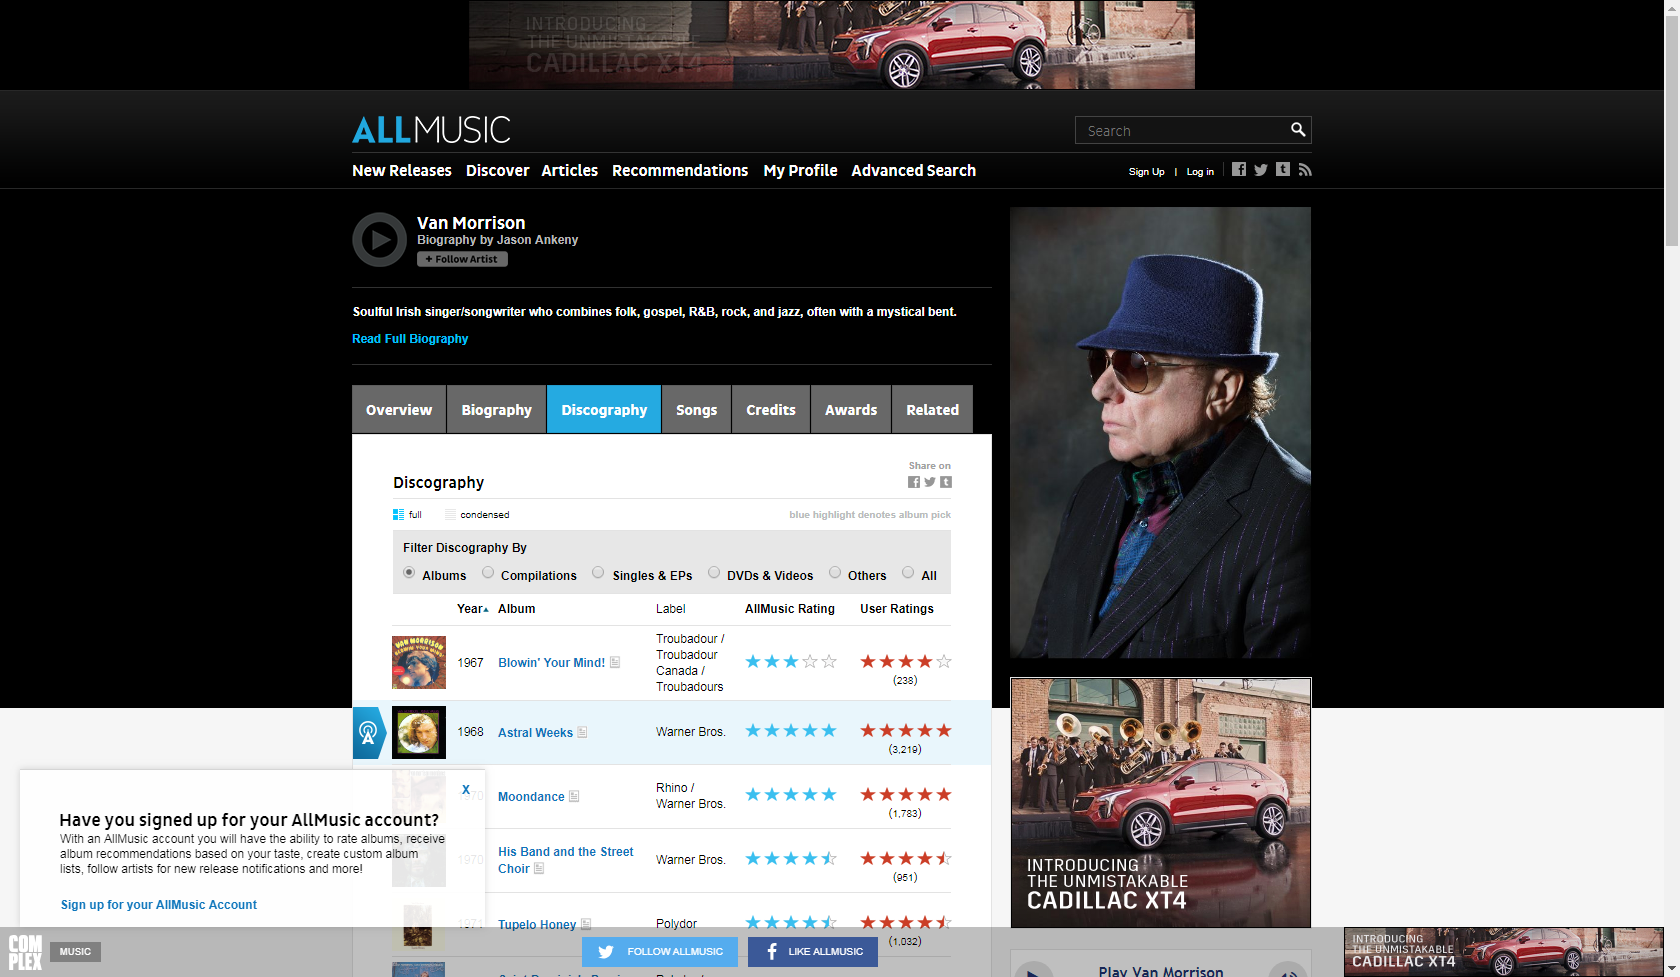 INTRODUCING
THE UNMISTAKABLE
CADILLAC XT4
ALLMUSIC
Search
New Releases Discover Articles Recommendations My Profile Advanced Search
Sign Up | Log in
Van Morrison
Biography by Jason Ankeny
+ Follow Artist
Soulful Irish singer/songwriter who combines folk, gospel, R&B, rock, and jazz, often with a mystical bent.
Read Full Biography
Overview Biography Discography Songs Credits Awards Related
Share on
Discography
full condensed blue highlight denotes album pick
Filter Discography By
Albums Compilations Singles & EPs DVDs & Videos Others All
Year Album Label AllMusic Rating User Ratings
VAN MORRISON
BLOWIN' YOUR MIND!
1967 Blowin' Your Mind!
Troubadour /
Troubadour
Canada /
Troubadours
(238)
1968 Astral Weeks Warner Bros.
(3,219)
1970 Moondance
Rhino /
Warner Bros.
(1,783)
1970 His Band and the Street
Choir
Warner Bros.
(951)
1971 Tupelo Honey Polydor
(1,032)
X
Have you signed up for your AllMusic account?
With an AllMusic account you will have the ability to rate albums, receive
album recommendations based on your taste, create custom album
lists, follow artists for new release notifications and more!
Sign up for your AllMusic Account
COM
PLEX
MUSIC
FOLLOW ALLMUSIC
LIKE ALLMUSIC
INTRODUCING
THE UNMISTAKABLE
CADILLAC XT4
Play Van Morrison
INTRODUCING
THE UNMISTAKABLE
CADILLAC XT4